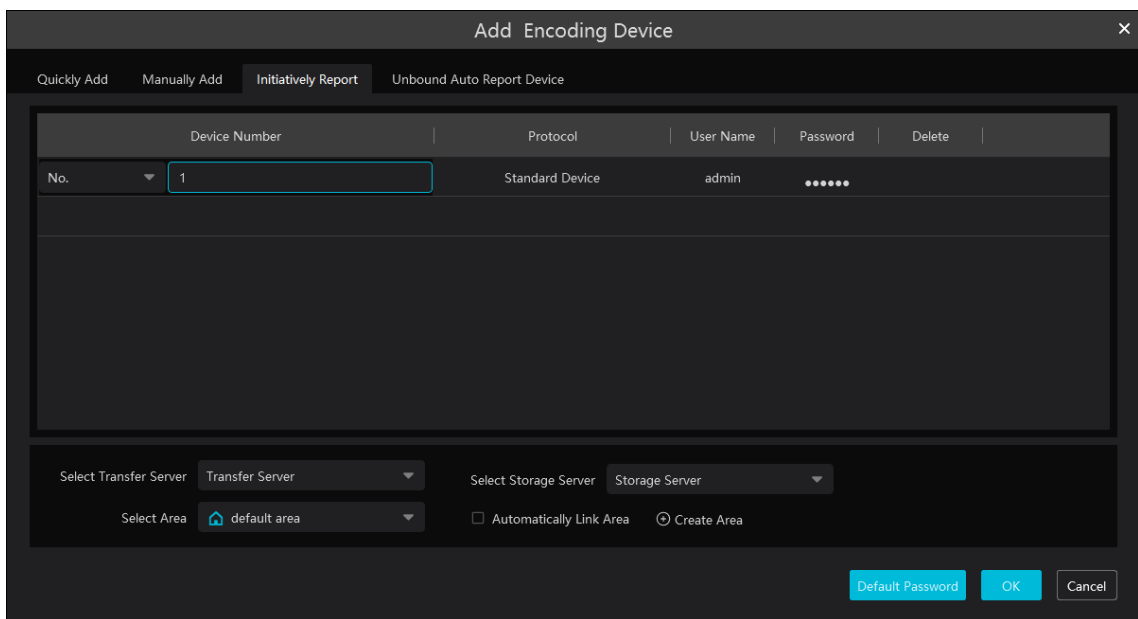 Add Encoding Device
Quickly Add Manually Add Initiatively Report Unbound Auto Report Device
Device Number Protocol User Name Password Delete
No. 1 Standard Device admin ●●●●●●
Select Transfer Server Transfer Server Select Storage Server Storage Server
Select Area default area Automatically Link Area Create Area
Default Password OK Cancel